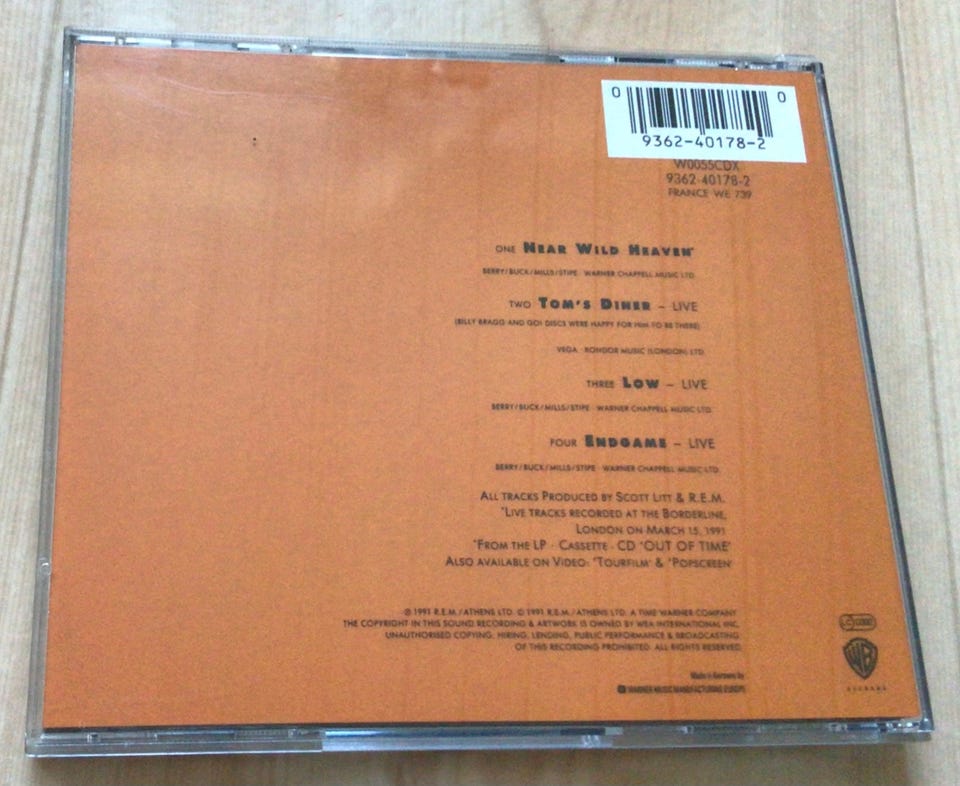 0 0
9362-40178-2
W0055CDX
9362-40178-2
FRANCE WE 739
ONE NEAR WILD HEAVEN*
BERRY/BUCK/MILLS/STIPE · WARNER CHAPPELL MUSIC LTD.
TWO TOM'S DINER – LIVE
(BILLY BRAGG AND GO! DISCS WERE HAPPY FOR HIM TO BE THERE)
VEGA · RONDOR MUSIC (LONDON) LTD.
THREE LOW – LIVE
BERRY/BUCK/MILLS/STIPE · WARNER CHAPPELL MUSIC LTD.
FOUR ENDGAME – LIVE
BERRY/BUCK/MILLS/STIPE · WARNER CHAPPELL MUSIC LTD.
ALL TRACKS PRODUCED BY SCOTT LITT & R.E.M.
*LIVE TRACKS RECORDED AT THE BORDERLINE,
LONDON ON MARCH 15, 1991
*FROM THE LP · CASSETTE · CD 'OUT OF TIME'
ALSO AVAILABLE ON VIDEO: 'TOURFILM' & 'POPSCREEN'
℗ 1991 R.E.M./ATHENS LTD. © 1991 R.E.M./ATHENS LTD. A TIME WARNER COMPANY
THE COPYRIGHT IN THIS SOUND RECORDING & ARTWORK IS OWNED BY WEA INTERNATIONAL INC.
UNAUTHORISED COPYING, HIRING, LENDING, PUBLIC PERFORMANCE & BROADCASTING
OF THIS RECORDING PROHIBITED. ALL RIGHTS RESERVED.
LC
WB
RECORDS
Made in Germany by
WARNER MUSIC MANUFACTURING EUROPE